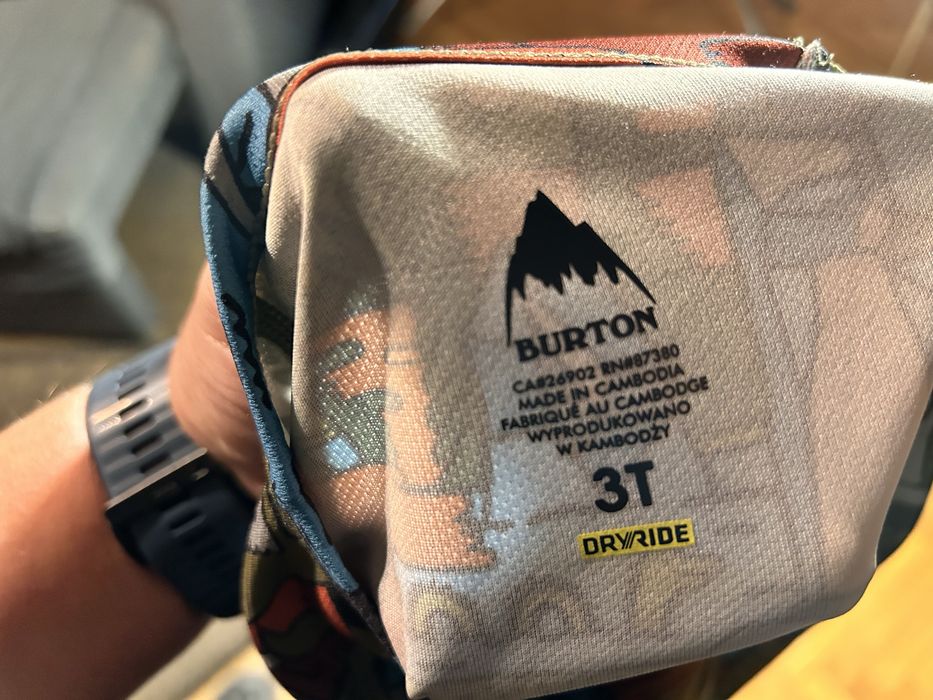 BURTON
CA#26902 RN#87380
MADE IN CAMBODIA
FABRIQUÉ AU CAMBODGE
WYPRODUKOWANO
W KAMBODŻY
3T
DRYRIDE